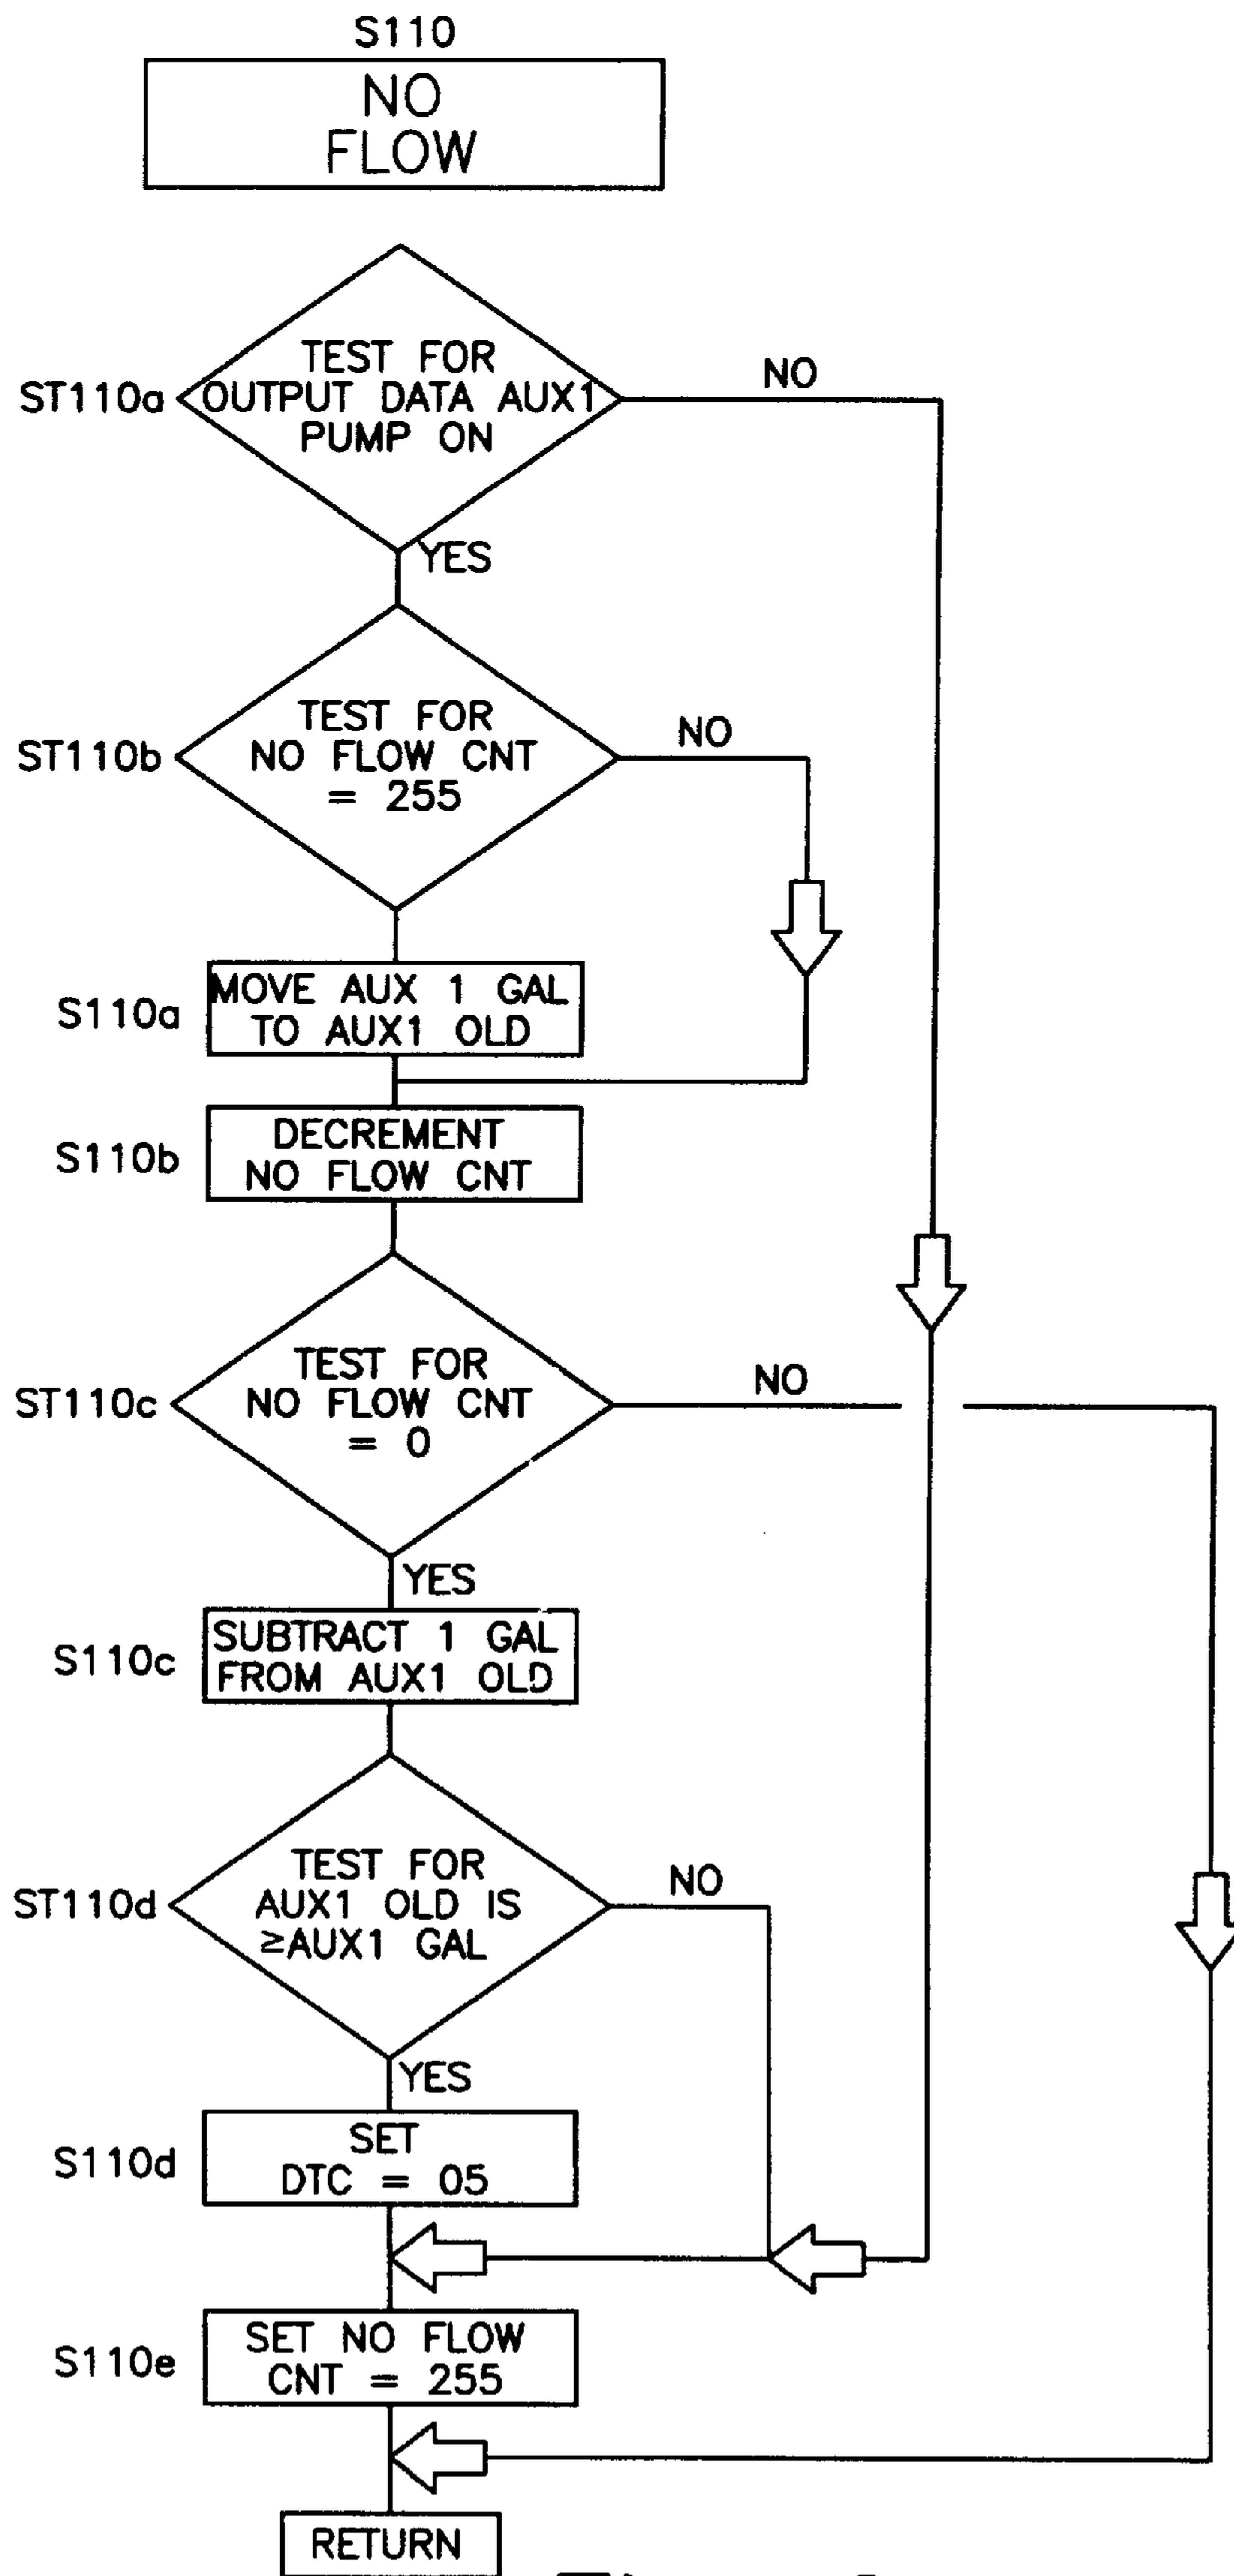 S110
NO
FLOW
TEST FOR
OUTPUT DATA AUX1
PUMP ON
ST110a
NO
YES
TEST FOR
NO FLOW CNT
= 255
ST110b
NO
MOVE AUX 1 GAL
TO AUX1 OLD
S110a
DECREMENT
NO FLOW CNT
S110b
TEST FOR
NO FLOW CNT
= 0
ST110c
NO
YES
SUBTRACT 1 GAL
FROM AUX1 OLD
S110c
TEST FOR
AUX1 OLD IS
≥AUX1 GAL
ST110d
NO
YES
SET
DTC = 05
S110d
SET NO FLOW
CNT = 255
S110e
RETURN